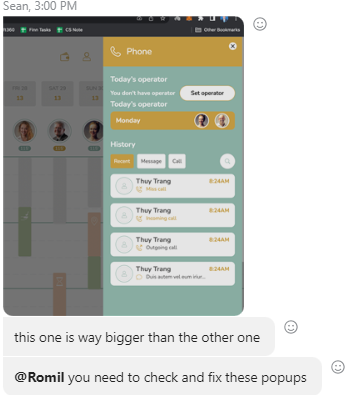 Sean, 3:00 PM
Finn Tasks
CS Note
Other Bookmarks
Phone
Today's operator
You don't have operator
Set operator
Today's operator
Monday
History
Recent
Message
Call
Thuy Trang
8:24AM
Miss call
Thuy Trang
8:24AM
Incoming call
Thuy Trang
8:24AM
Outgoing call
Thuy Trang
8:24AM
Duis autem vel eum iriur...
this one is way bigger than the other one
@Romil you need to check and fix these popups